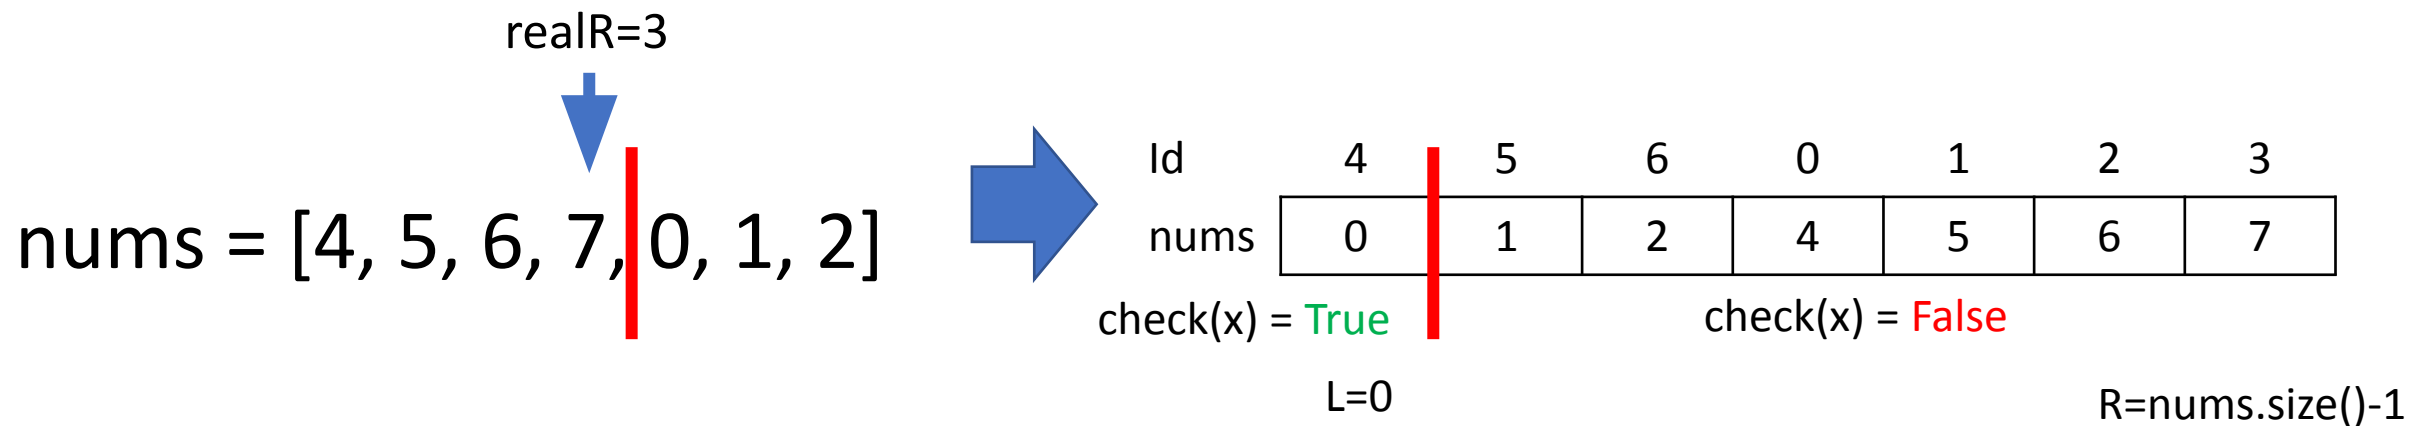 realR=3
nums = [4, 5, 6, 7, 0, 1, 2]
Id 4 5 6 0 1 2 3
nums 0 1 2 4 5 6 7
check(x) = True check(x) = False
L=0 R=nums.size()-1